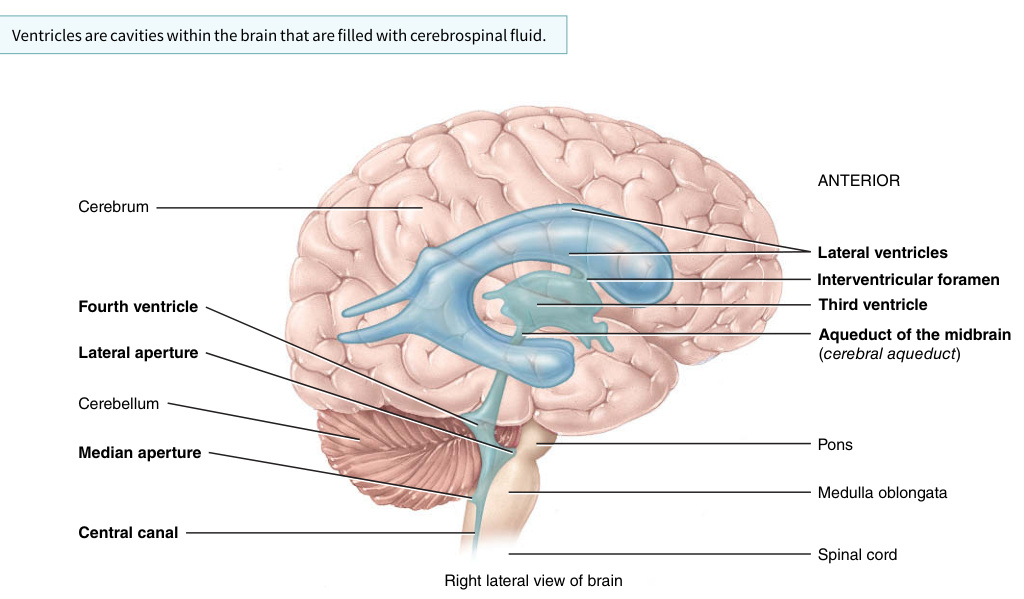 Ventricles are cavities within the brain that are filled with cerebrospinal fluid.
ANTERIOR
Cerebrum
Lateral ventricles
Interventricular foramen
Third ventricle
Aqueduct of the midbrain
(cerebral aqueduct)
Fourth ventricle
Lateral aperture
Cerebellum
Median aperture
Central canal
Pons
Medulla oblongata
Spinal cord
Right lateral view of brain